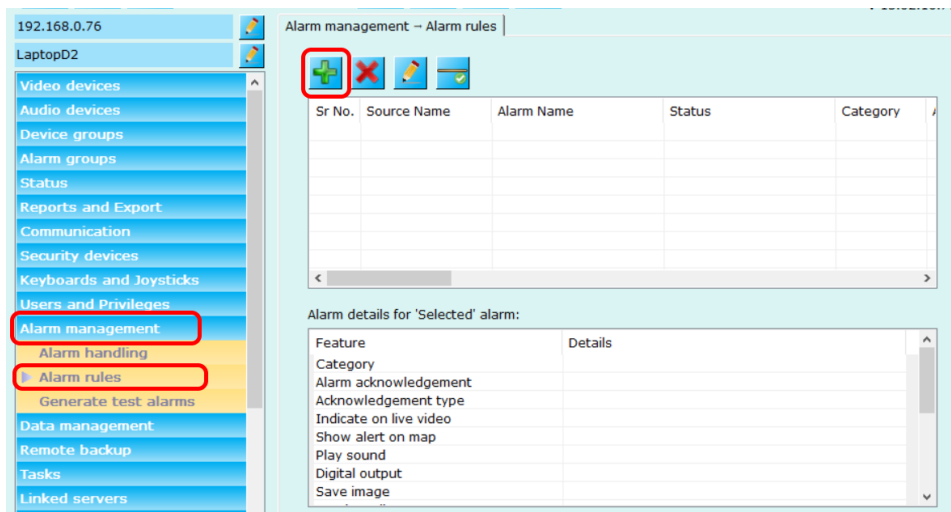 192.168.0.76
LaptopD2
Video devices
Audio devices
Device groups
Alarm groups
Status
Reports and Export
Communication
Security devices
Keyboards and Joysticks
Users and Privileges
Alarm management
Alarm handling
Alarm rules
Generate test alarms
Data management
Remote backup
Tasks
Linked servers
Alarm management → Alarm rules
Sr No. Source Name Alarm Name Status Category
Alarm details for 'Selected' alarm:
Feature Details
Category
Alarm acknowledgement
Acknowledgement type
Indicate on live video
Show alert on map
Play sound
Digital output
Save image